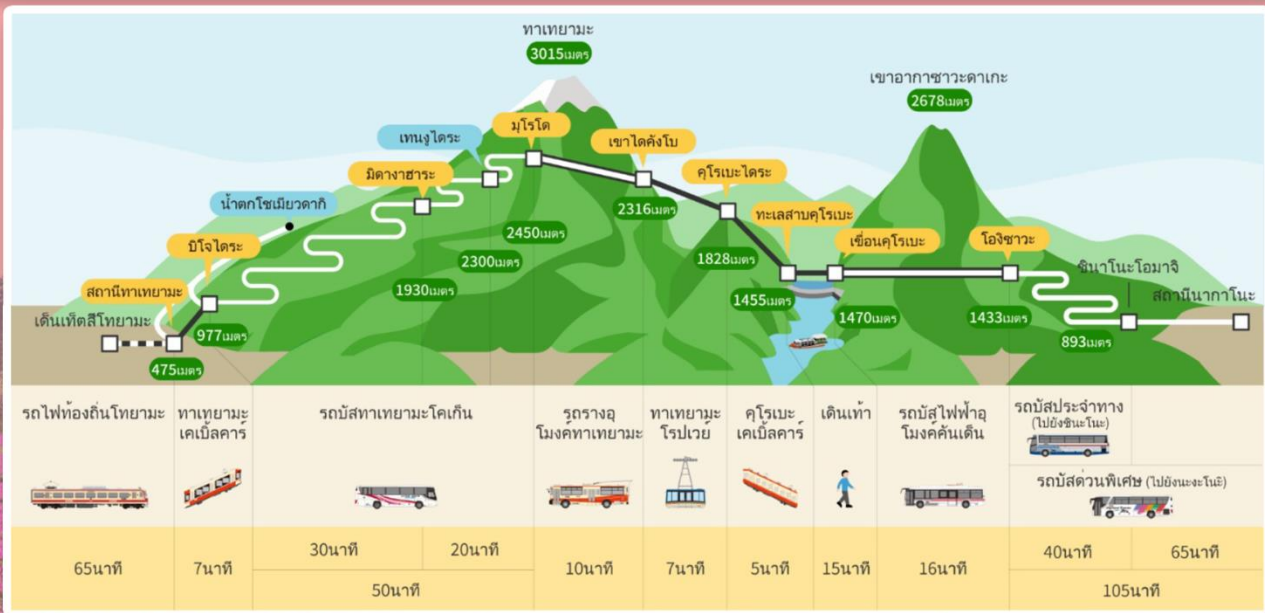 ทาเทยามะ
3015เมตร
เขาอากาซาวะดาเกะ
2678เมตร
เทนงูไดระ
มุโรโด
เขาไดคังโบ
มิดางาฮาระ
คุโรเบะไดระ
น้ำตกโชเมียวดากิ
2316เมตร
ทะเลสาบคุโรเบะ
บิโจไดระ
2450เมตร
เขื่อนคุโรเบะ
โองิซาวะ
1828เมตร
2300เมตร
ชินาโนะโอมาจิ
สถานีทาเทยามะ
1930เมตร
1455เมตร
สถานีนากาโนะ
เด็นเท็ตสึโทยามะ
977เมตร
1470เมตร
1433เมตร
893เมตร
475เมตร
รถไฟท้องถิ่นโทยามะ
ทาเทยามะ
เคเบิ้ลคาร์
รถบัสทาเทยามะโคเก็น
รถรางอุ
โมงค์ทาเทยามะ
ทาเทยามะ
โรปเวย์
คุโรเบะ
เคเบิ้ลคาร์
เดินเท้า
รถบัสไฟฟ้าอุ
โมงค์คันเด็น
รถบัสประจำทาง
(ไปยังชินะโนะ)
รถบัสด่วนพิเศษ (ไปยังนะงะโนะ)
65นาที
7นาที
30นาที
20นาที
50นาที
10นาที
7นาที
5นาที
15นาที
16นาที
40นาที
65นาที
105นาที